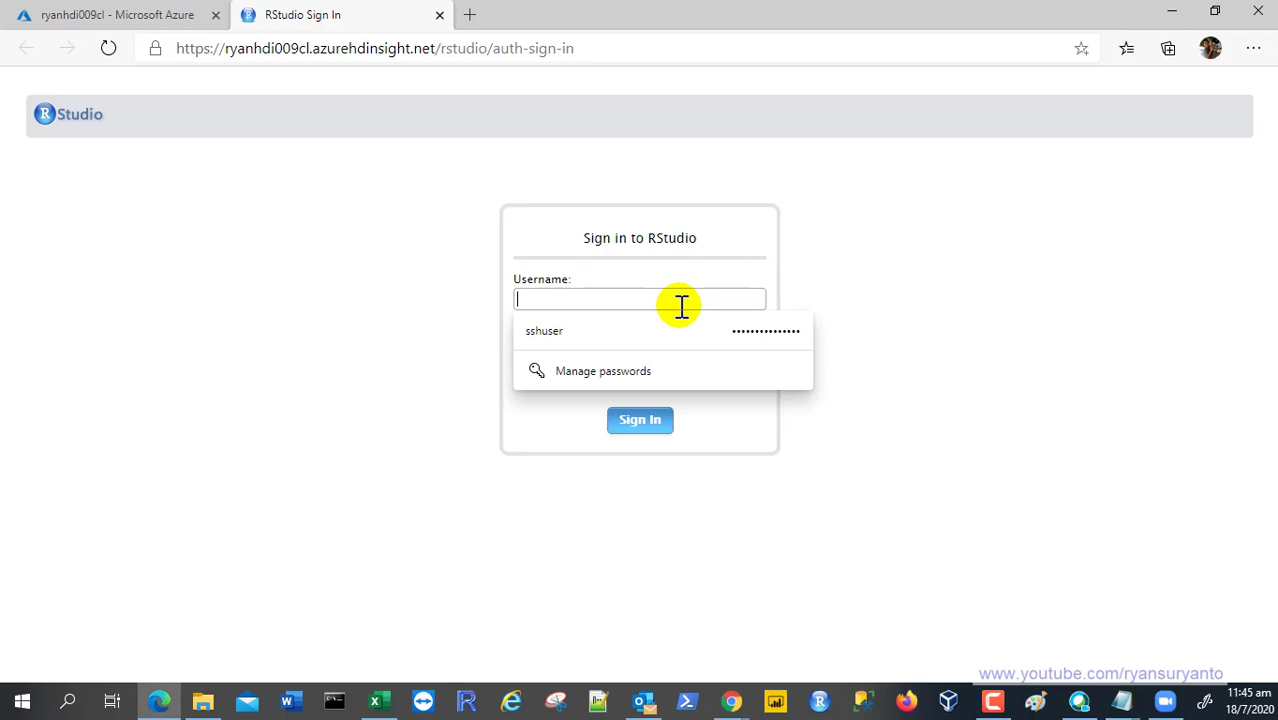 ryanhdi009cl - Microsoft Azure
RStudio Sign In
https://ryanhdi009cl.azurehdinsight.net/rstudio/auth-sign-in
R Studio
Sign in to RStudio
Username:
sshuser •••••••••••••••
Manage passwords
Sign In
www.youtube.com/ryansuryanto
11:45 am
18/7/2020